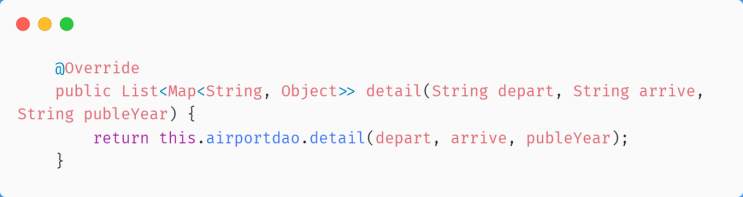 @Override
public List<Map<String, Object>> detail(String depart, String arrive,
String publeYear) {
return this.airportdao.detail(depart, arrive, publeYear);
}